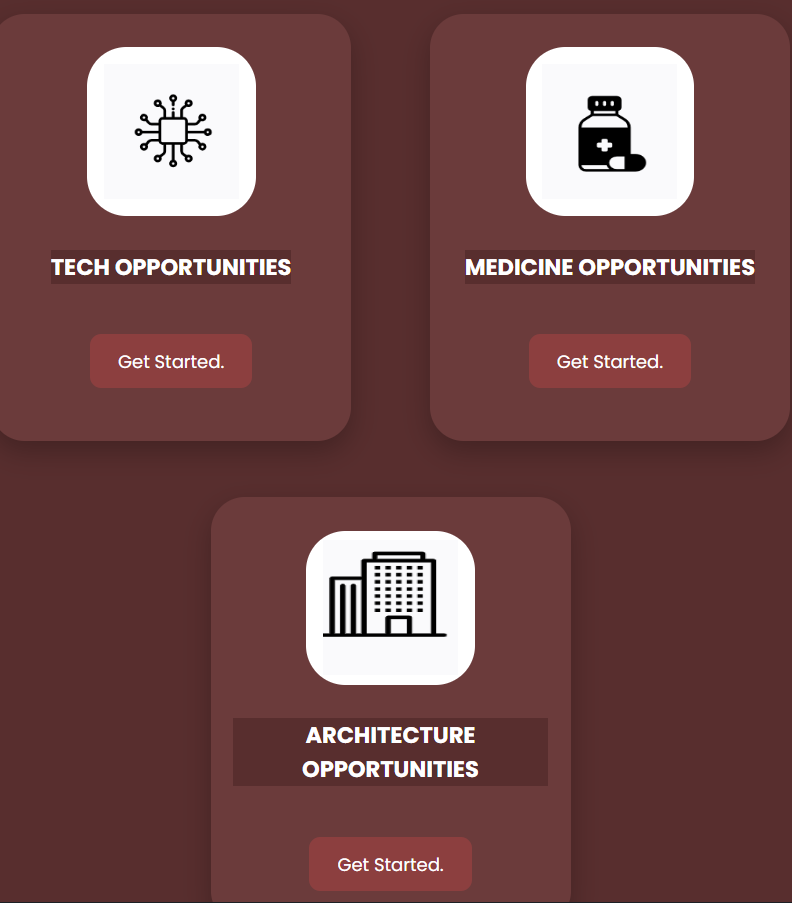 TECH OPPORTUNITIES
MEDICINE OPPORTUNITIES
Get Started.
Get Started.
ARCHITECTURE
OPPORTUNITIES
Get Started.